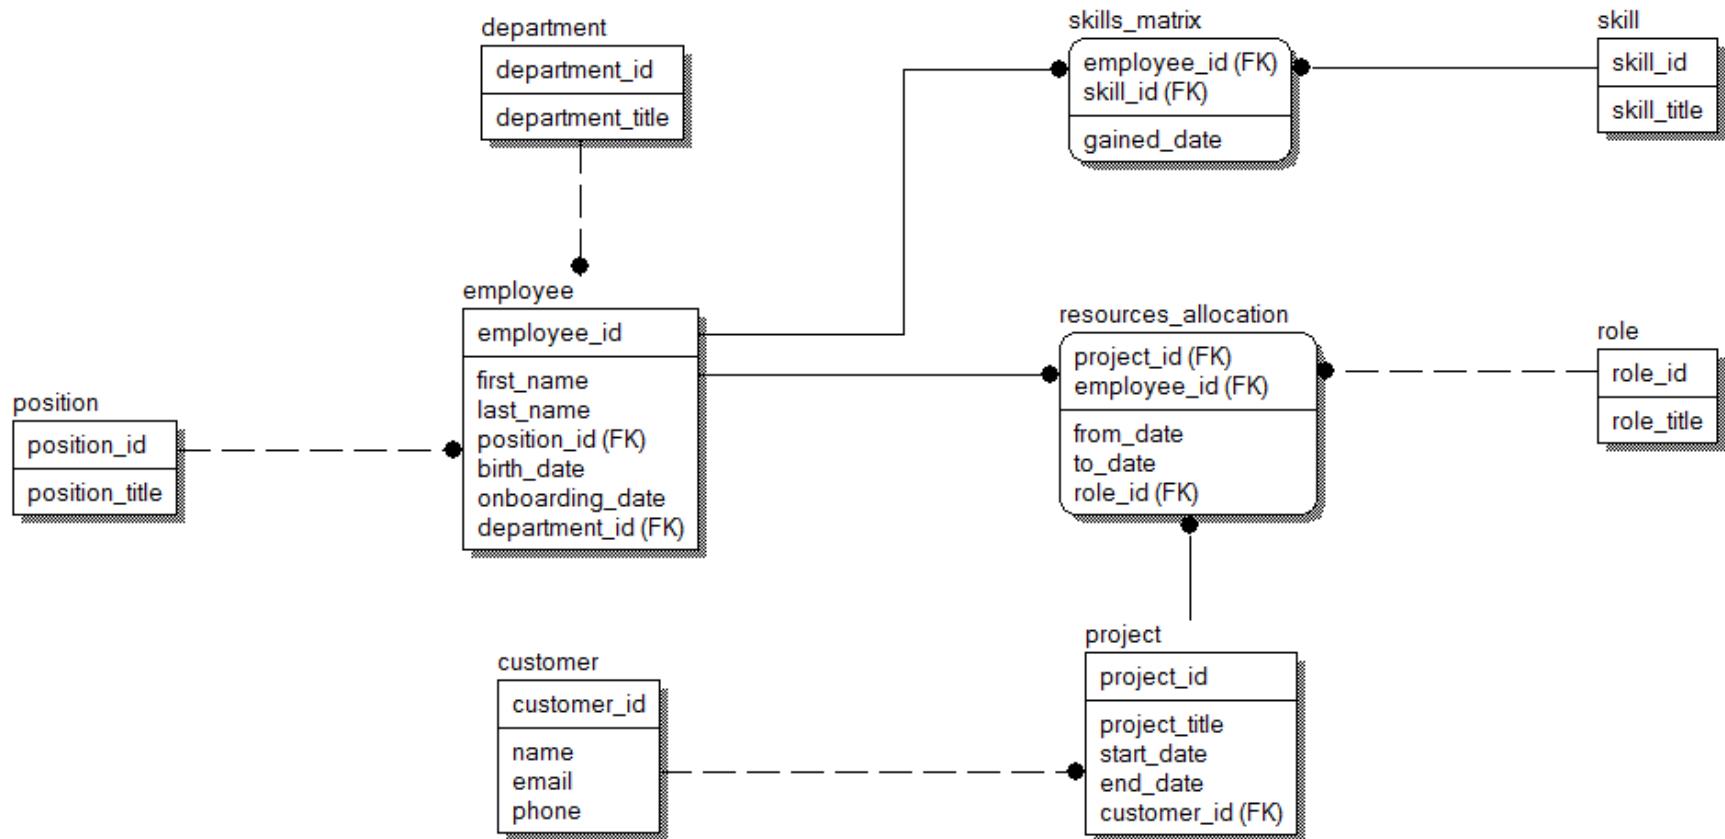 department
department_id
department_title
skills_matrix
employee_id (FK)
skill_id (FK)
gained_date
skill
skill_id
skill_title
employee
employee_id
first_name
last_name
position_id (FK)
birth_date
onboarding_date
department_id (FK)
resources_allocation
project_id (FK)
employee_id (FK)
from_date
to_date
role_id (FK)
role
role_id
role_title
position
position_id
position_title
customer
customer_id
name
email
phone
project
project_id
project_title
start_date
end_date
customer_id (FK)